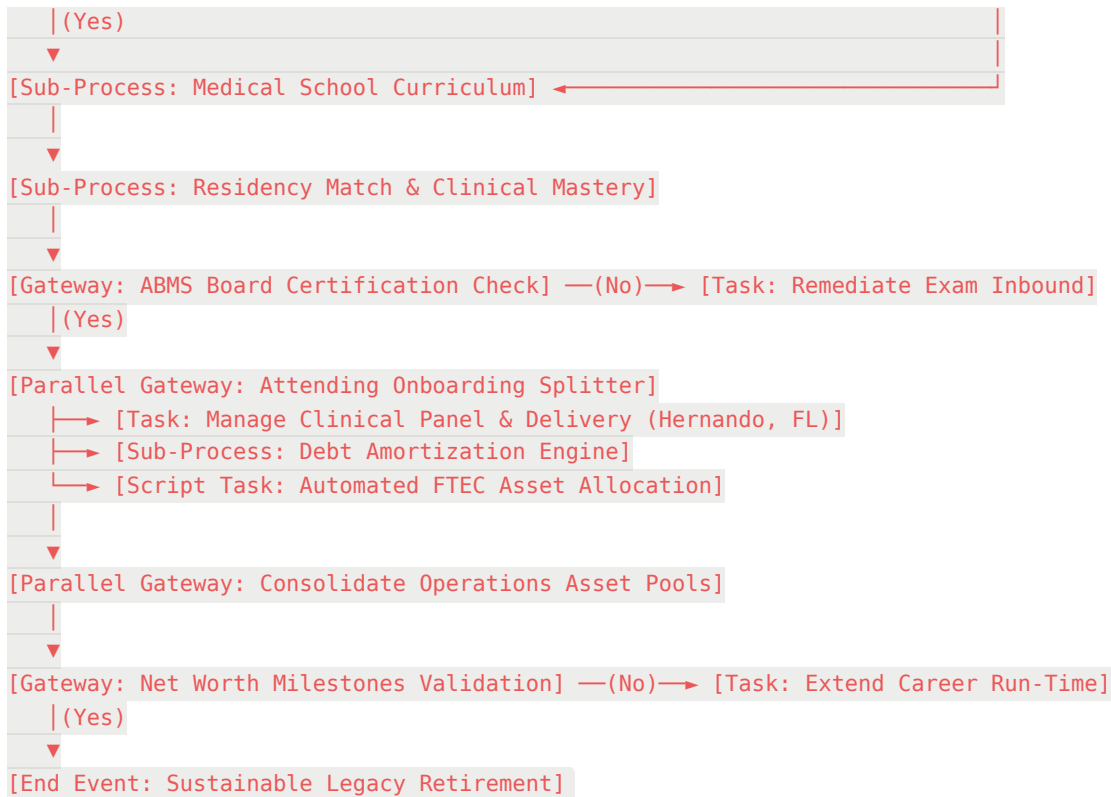 │(Yes) │
▼ │
[Sub-Process: Medical School Curriculum] ◄───────────────────────────────┘
│
▼
[Sub-Process: Residency Match & Clinical Mastery]
│
▼
[Gateway: ABMS Board Certification Check] ──(No)──► [Task: Remediate Exam Inbound]
│(Yes)
▼
[Parallel Gateway: Attending Onboarding Splitter]
├──► [Task: Manage Clinical Panel & Delivery (Hernando, FL)]
├──► [Sub-Process: Debt Amortization Engine]
└──► [Script Task: Automated FTEC Asset Allocation]
│
▼
[Parallel Gateway: Consolidate Operations Asset Pools]
│
▼
[Gateway: Net Worth Milestones Validation] ──(No)──► [Task: Extend Career Run-Time]
│(Yes)
▼
[End Event: Sustainable Legacy Retirement]